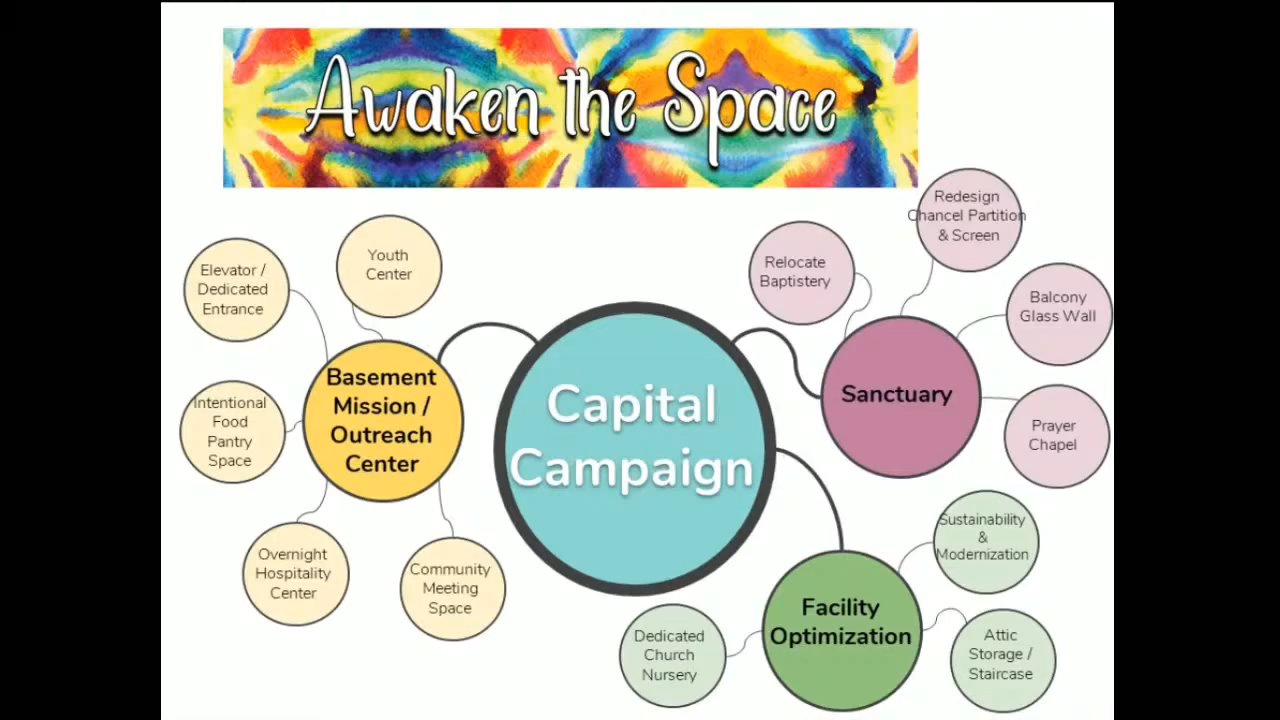 Awaken the Space
Youth
Center
Elevator /
Dedicated
Entrance
Basement
Mission /
Outreach
Center
Intentional
Food
Pantry
Space
Overnight
Hospitality
Center
Community
Meeting
Space
Capital
Campaign
Relocate
Baptistery
Redesign
Chancel Partition
& Screen
Balcony
Glass Wall
Sanctuary
Prayer
Chapel
Sustainability
&
Modernization
Facility
Optimization
Dedicated
Church
Nursery
Attic
Storage /
Staircase